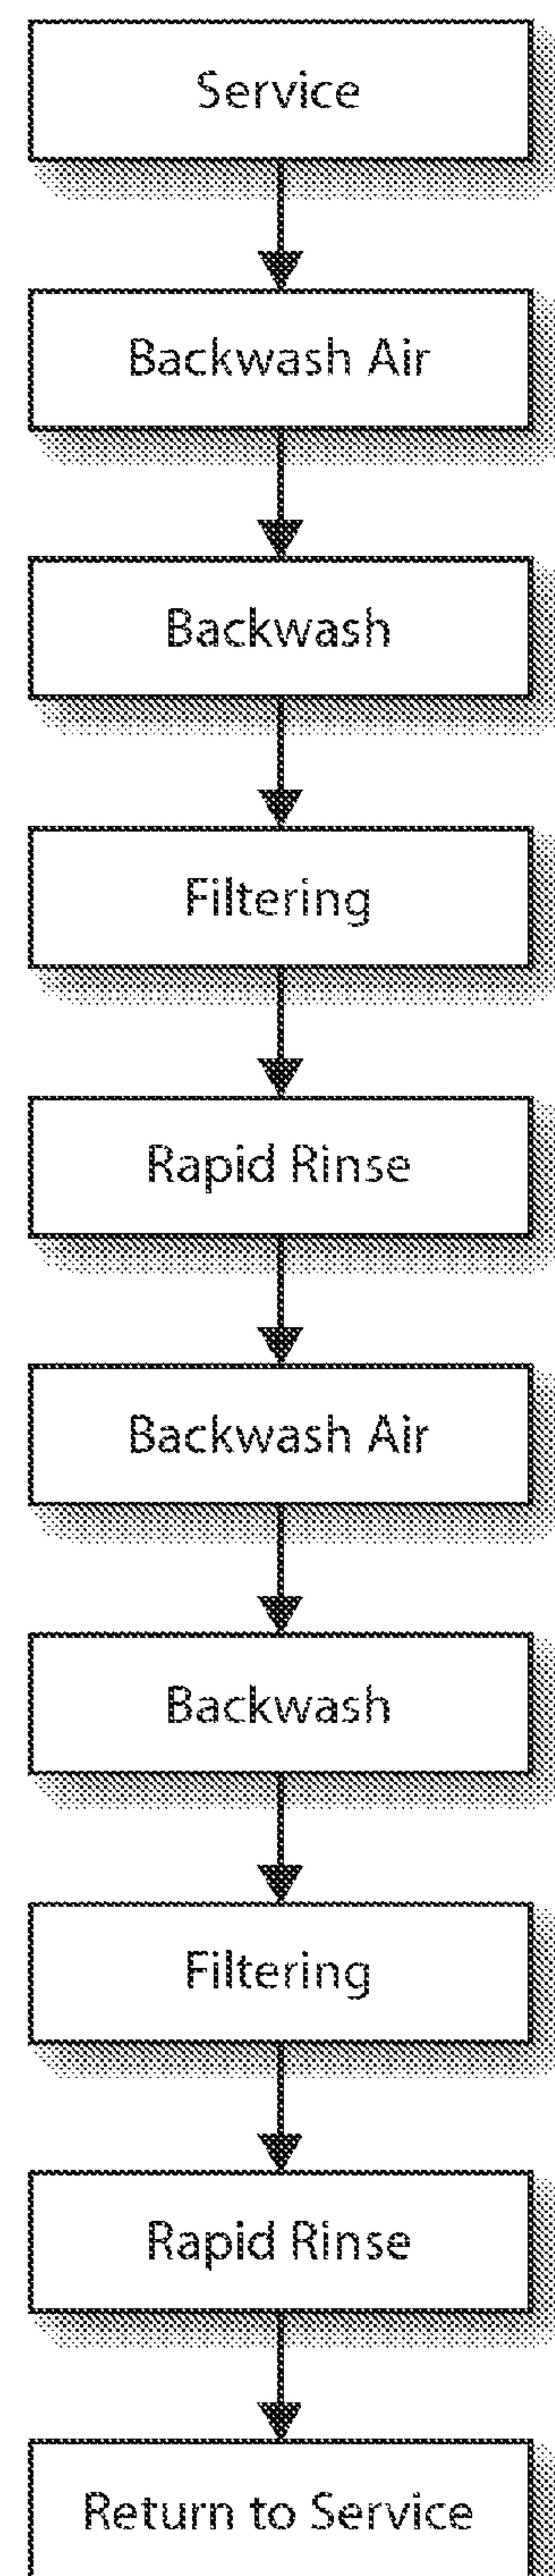 Service
Backwash Air
Backwash
Filtering
Rapid Rinse
Backwash Air
Backwash
Filtering
Rapid Rinse
Return to Service